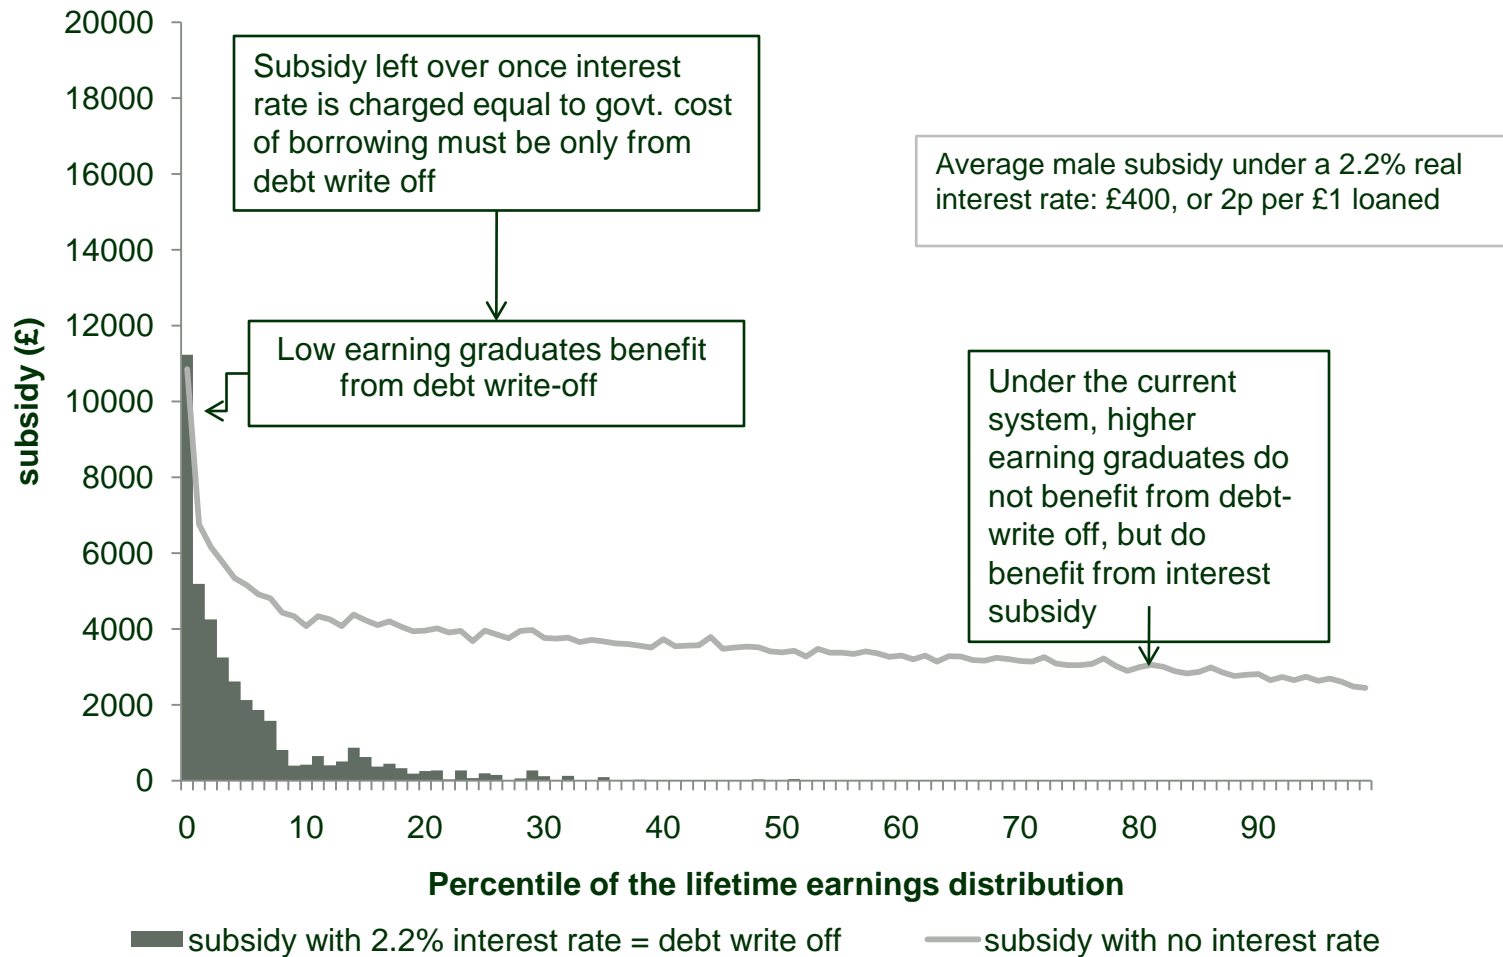 20000
18000
16000
14000
12000
10000
8000
6000
4000
2000
0
subsidy (£)
Subsidy left over once interest
rate is charged equal to govt. cost
of borrowing must be only from
debt write off
Average male subsidy under a 2.2% real
interest rate: £400, or 2p per £1 loaned
Low earning graduates benefit
from debt write-off
Under the current
system, higher
earning graduates do
not benefit from debt-
write off, but do
benefit from interest
subsidy
0 10 20 30 40 50 60 70 80 90
Percentile of the lifetime earnings distribution
subsidy with 2.2% interest rate = debt write off
subsidy with no interest rate